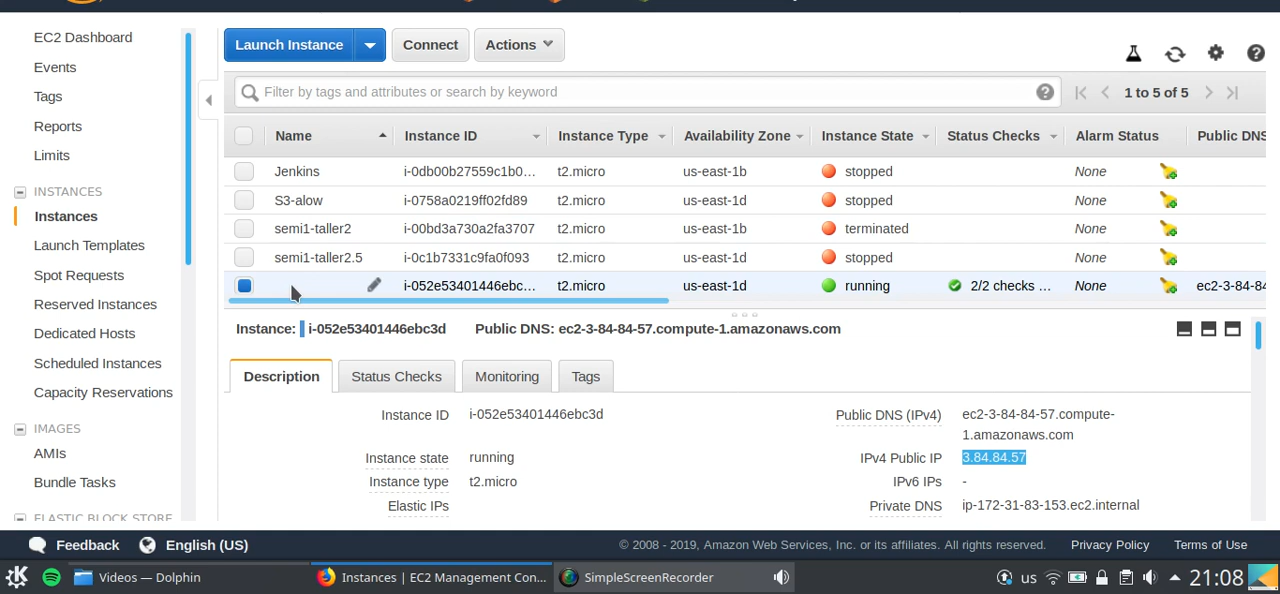 EC2 Dashboard
Events
Tags
Reports
Limits
INSTANCES
Instances
Launch Templates
Spot Requests
Reserved Instances
Dedicated Hosts
Scheduled Instances
Capacity Reservations
IMAGES
AMIs
Bundle Tasks
ELASTIC BLOCK STORE
Launch Instance Connect Actions
Filter by tags and attributes or search by keyword 1 to 5 of 5
Name Instance ID Instance Type Availability Zone Instance State Status Checks Alarm Status Public DNS
Jenkins i-0db00b27559c1b0... t2.micro us-east-1b stopped None
S3-alow i-0758a0219ff02fd89 t2.micro us-east-1d stopped None
semi1-taller2 i-00bd3a730a2fa3707 t2.micro us-east-1b terminated None
semi1-taller2.5 i-0c1b7331c9fa0f093 t2.micro us-east-1d stopped None
i-052e53401446ebc... t2.micro us-east-1d running 2/2 checks ... None ec2-3-84-84
Instance: i-052e53401446ebc3d Public DNS: ec2-3-84-84-57.compute-1.amazonaws.com
Description Status Checks Monitoring Tags
Instance ID i-052e53401446ebc3d
Instance state running
Instance type t2.micro
Elastic IPs
Public DNS (IPv4) ec2-3-84-84-57.compute-
1.amazonaws.com
IPv4 Public IP 3.84.84.57
IPv6 IPs -
Private DNS ip-172-31-83-153.ec2.internal
Feedback English (US) © 2008 - 2019, Amazon Web Services, Inc. or its affiliates. All rights reserved. Privacy Policy Terms of Use
Videos — Dolphin Instances | EC2 Management Con... SimpleScreenRecorder us 21:08